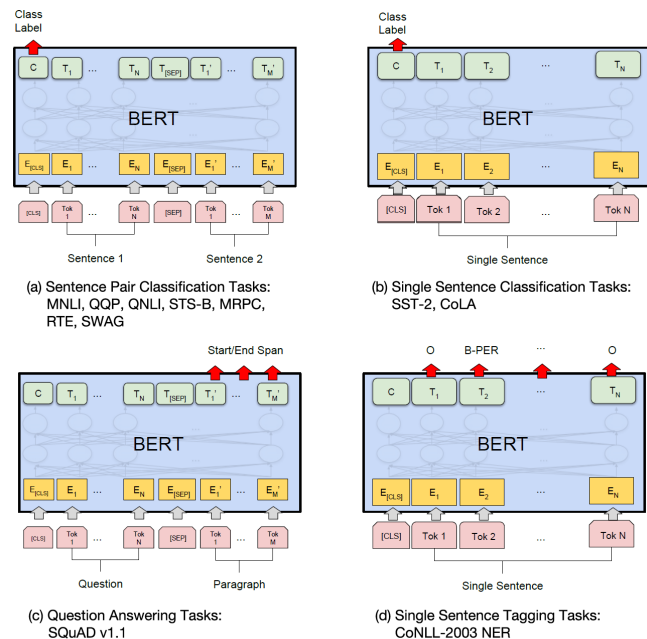 Class
Label
C T1 ... TN T[SEP] T1' ... TM'
BERT
E[CLS] E1 ... EN E[SEP] E1' ... EM'
[CLS] Tok 1 ... Tok N [SEP] Tok 1 ... Tok M
Sentence 1 Sentence 2
(a) Sentence Pair Classification Tasks:
MNLI, QQP, QNLI, STS-B, MRPC,
RTE, SWAG
Class
Label
C T1 T2 ... TN
BERT
E[CLS] E1 E2 ... EN
[CLS] Tok 1 Tok 2 ... Tok N
Single Sentence
(b) Single Sentence Classification Tasks:
SST-2, CoLA
Start/End Span
C T1 ... TN T[SEP] T1' ... TM'
BERT
E[CLS] E1 ... EN E[SEP] E1' ... EM'
[CLS] Tok 1 ... Tok N [SEP] Tok 1 ... Tok M
Question Paragraph
(c) Question Answering Tasks:
SQuAD v1.1
O B-PER ... O
C T1 T2 ... TN
BERT
E[CLS] E1 E2 ... EN
[CLS] Tok 1 Tok 2 ... Tok N
Single Sentence
(d) Single Sentence Tagging Tasks:
CoNLL-2003 NER